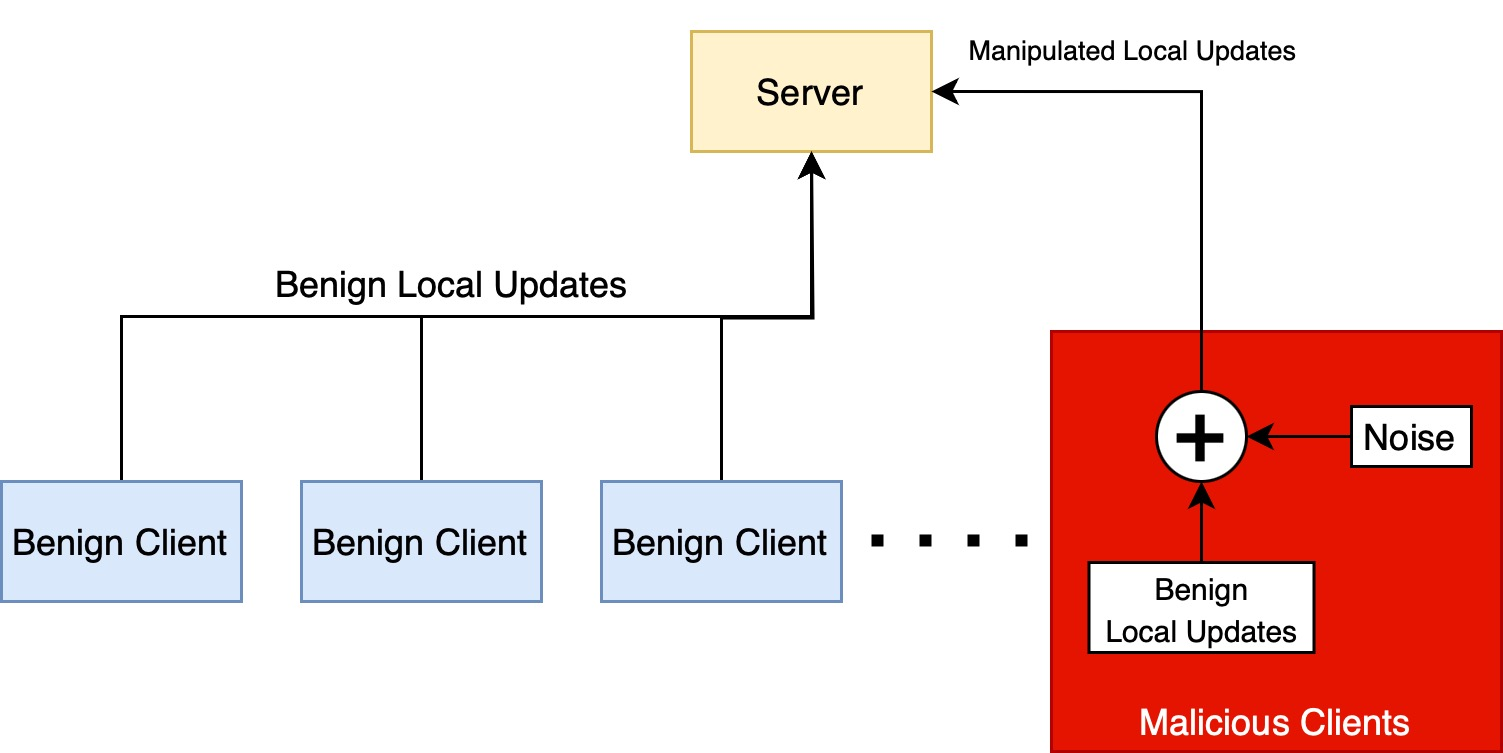 Manipulated Local Updates
Server
Benign Local Updates
Benign Client
Benign Client
Benign Client
Noise
Benign
Local Updates
Malicious Clients